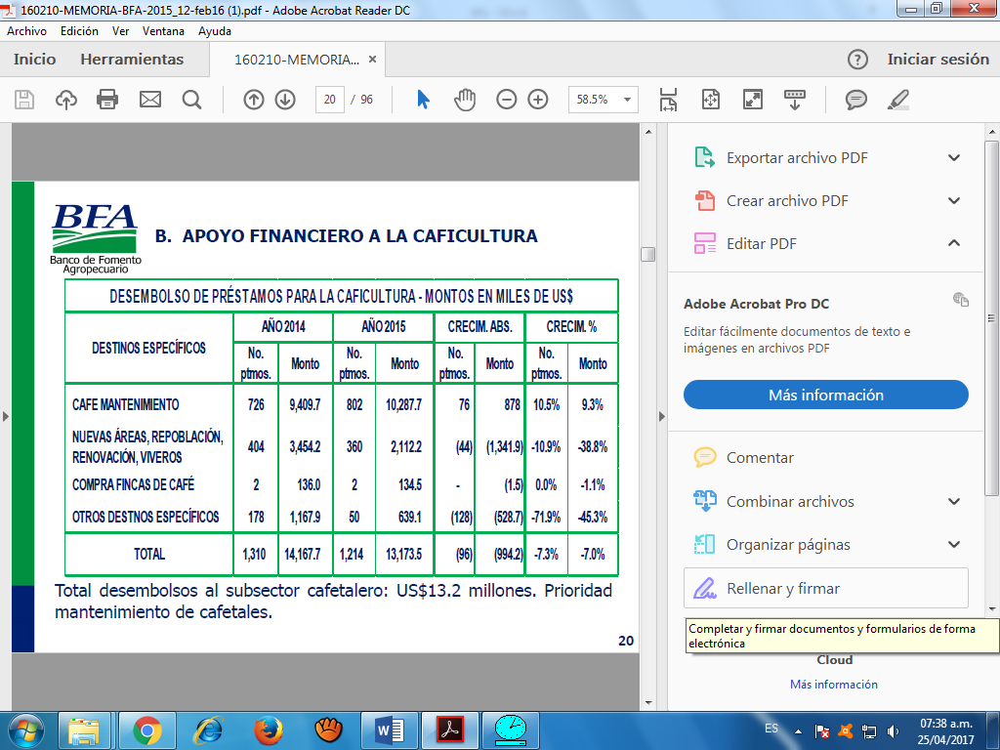 160210-MEMORIA-BFA-2015_12-feb16 (1).pdf - Adobe Acrobat Reader DC
Archivo Edición Ver Ventana Ayuda
Inicio Herramientas 160210-MEMORIA... × Iniciar sesión
20 / 96 58.5%
BFA
Banco de Fomento
Agropecuario
B. APOYO FINANCIERO A LA CAFICULTURA
DESEMBOLSO DE PRÉSTAMOS PARA LA CAFICULTURA - MONTOS EN MILES DE US$
DESTINOS ESPECÍFICOS AÑO 2014 AÑO 2015 CRECIM. ABS. CRECIM. %
No. ptmos. Monto No. ptmos. Monto No. ptmos. Monto No. ptmos. Monto
CAFE MANTENIMIENTO 726 9,409.7 802 10,287.7 76 878 10.5% 9.3%
NUEVAS ÁREAS, REPOBLACIÓN,
RENOVACIÓN, VIVEROS 404 3,454.2 360 2,112.2 (44) (1,341.9) -10.9% -38.8%
COMPRA FINCAS DE CAFÉ 2 136.0 2 134.5 - (1.5) 0.0% -1.1%
OTROS DESTNOS ESPECÍFICOS 178 1,167.9 50 639.1 (128) (528.7) -71.9% -45.3%
TOTAL 1,310 14,167.7 1,214 13,173.5 (96) (994.2) -7.3% -7.0%
Total desembolsos al subsector cafetalero: US$13.2 millones. Prioridad
mantenimiento de cafetales.
20
Exportar archivo PDF
Crear archivo PDF
Editar PDF
Adobe Acrobat Pro DC
Editar fácilmente documentos de texto e
imágenes en archivos PDF
Más información
Comentar
Combinar archivos
Organizar páginas
Rellenar y firmar
Completar y firmar documentos y formularios de forma
electrónica
Cloud
Más información
ES
07:38 a.m.
25/04/2017